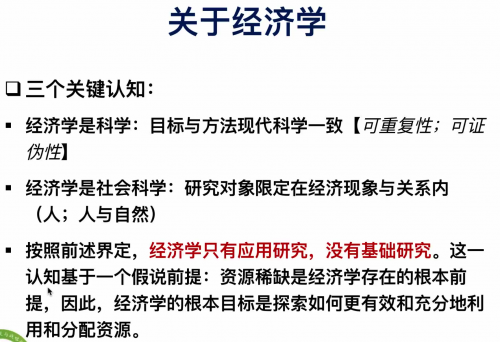 关于经济学
❑三个关键认知：
▪ 经济学是科学：目标与方法现代科学一致【可重复性；可证
伪性】
▪ 经济学是社会科学：研究对象限定在经济现象与关系内
（人；人与自然）
▪ 按照前述界定，经济学只有应用研究，没有基础研究。这一
认知基于一个假说前提：资源稀缺是经济学存在的根本前
提，因此，经济学的根本目标是探索如何更有效和充分地利
用和分配资源。